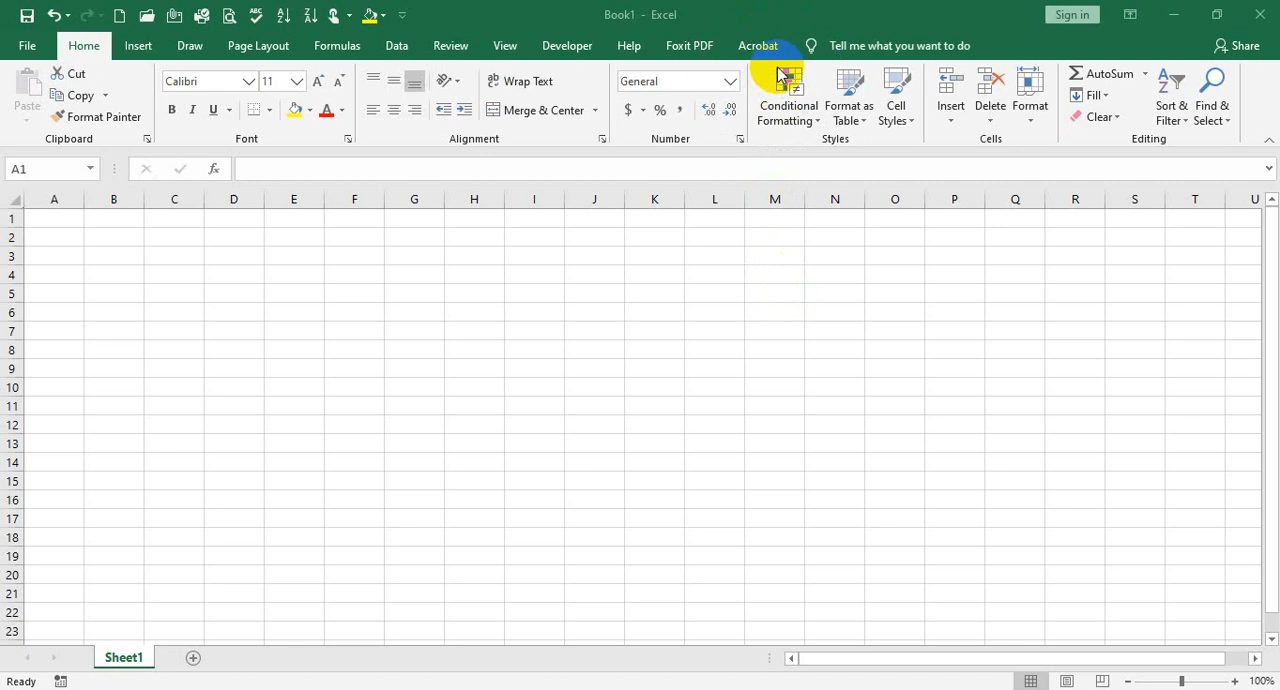 Book1 - Excel
Sign in
File Home Insert Draw Page Layout Formulas Data Review View Developer Help Foxit PDF Acrobat Tell me what you want to do Share
Paste
Cut
Copy
Format Painter
Clipboard
Calibri 11
B I U A
Font
Wrap Text
Merge & Center
Alignment
General
$ % ,
Number
Conditional
Formatting
Format as
Table
Cell
Styles
Styles
Insert
Delete
Format
Cells
AutoSum
Fill
Clear
Sort &
Filter
Find &
Select
Editing
A1 fx
A B C D E F G H I J K L M N O P Q R S T U
1
2
3
4
5
6
7
8
9
10
11
12
13
14
15
16
17
18
19
20
21
22
23
Sheet1
Ready 100%